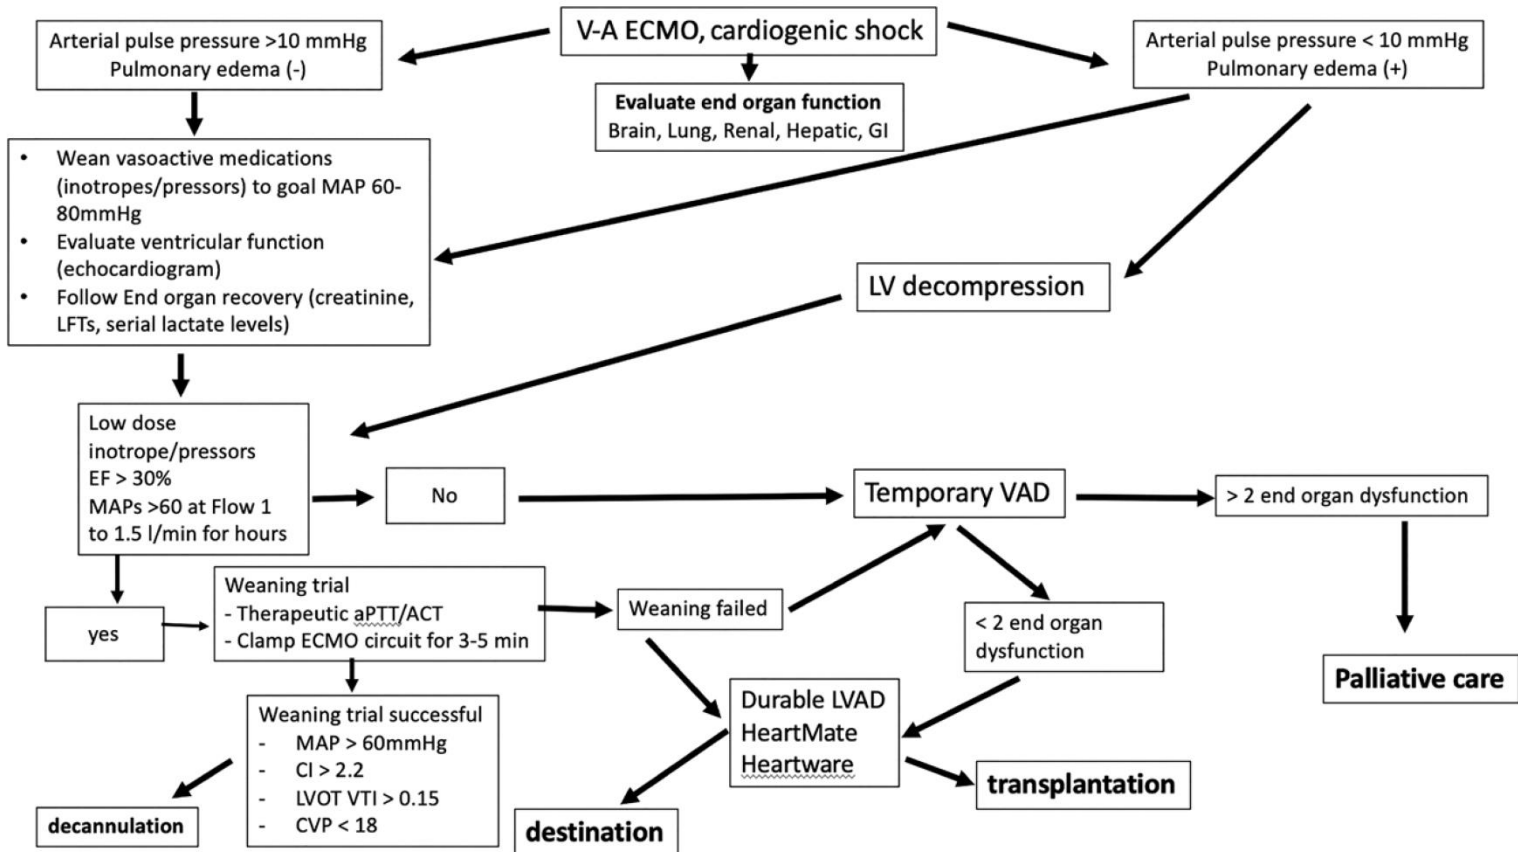 V-A ECMO, cardiogenic shock
Arterial pulse pressure >10 mmHg
Pulmonary edema (-)
Arterial pulse pressure < 10 mmHg
Pulmonary edema (+)
Evaluate end organ function
Brain, Lung, Renal, Hepatic, GI
• Wean vasoactive medications
(inotropes/pressors) to goal MAP 60-
80mmHg
• Evaluate ventricular function
(echocardiogram)
• Follow End organ recovery (creatinine,
LFTs, serial lactate levels)
LV decompression
Low dose
inotrope/pressors
EF > 30%
MAPs >60 at Flow 1
to 1.5 l/min for hours
No
Temporary VAD
> 2 end organ dysfunction
yes
Weaning trial
- Therapeutic aPTT/ACT
- Clamp ECMO circuit for 3-5 min
Weaning failed
< 2 end organ
dysfunction
Palliative care
Weaning trial successful
- MAP > 60mmHg
- CI > 2.2
- LVOT VTI > 0.15
- CVP < 18
Durable LVAD
HeartMate
Heartware
transplantation
decannulation
destination